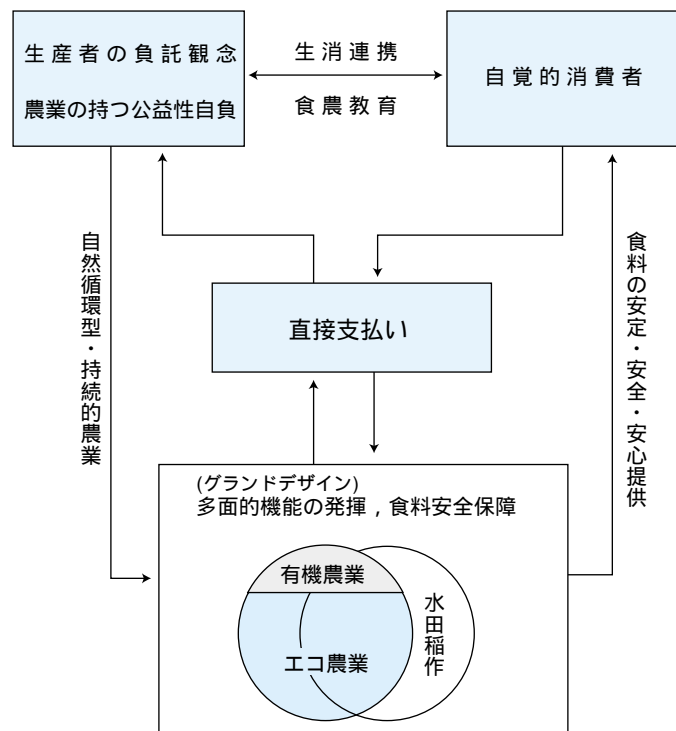 生産者の負託観念
農業の持つ公益性自負
生消連携
食農教育
自覚的消費者
直接支払い
自然循環型・持続的農業
食料の安定・安全・安心提供
(グランドデザイン)
多面的機能の発揮，食料安全保障
有機農業
エコ農業
水田稲作